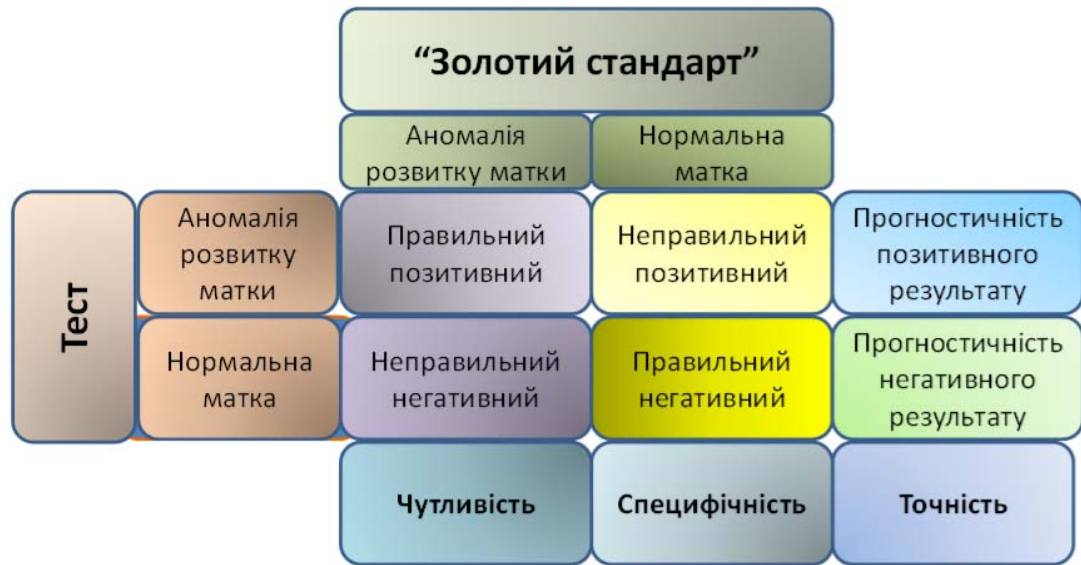 “Золотий стандарт”
Аномалія
розвитку матки
Нормальна
матка
Тест
Аномалія
розвитку
матки
Правильний
позитивний
Неправильний
позитивний
Прогностичність
позитивного
результату
Нормальна
матка
Неправильний
негативний
Правильний
негативний
Прогностичність
негативного
результату
Чутливість
Специфічність
Точність